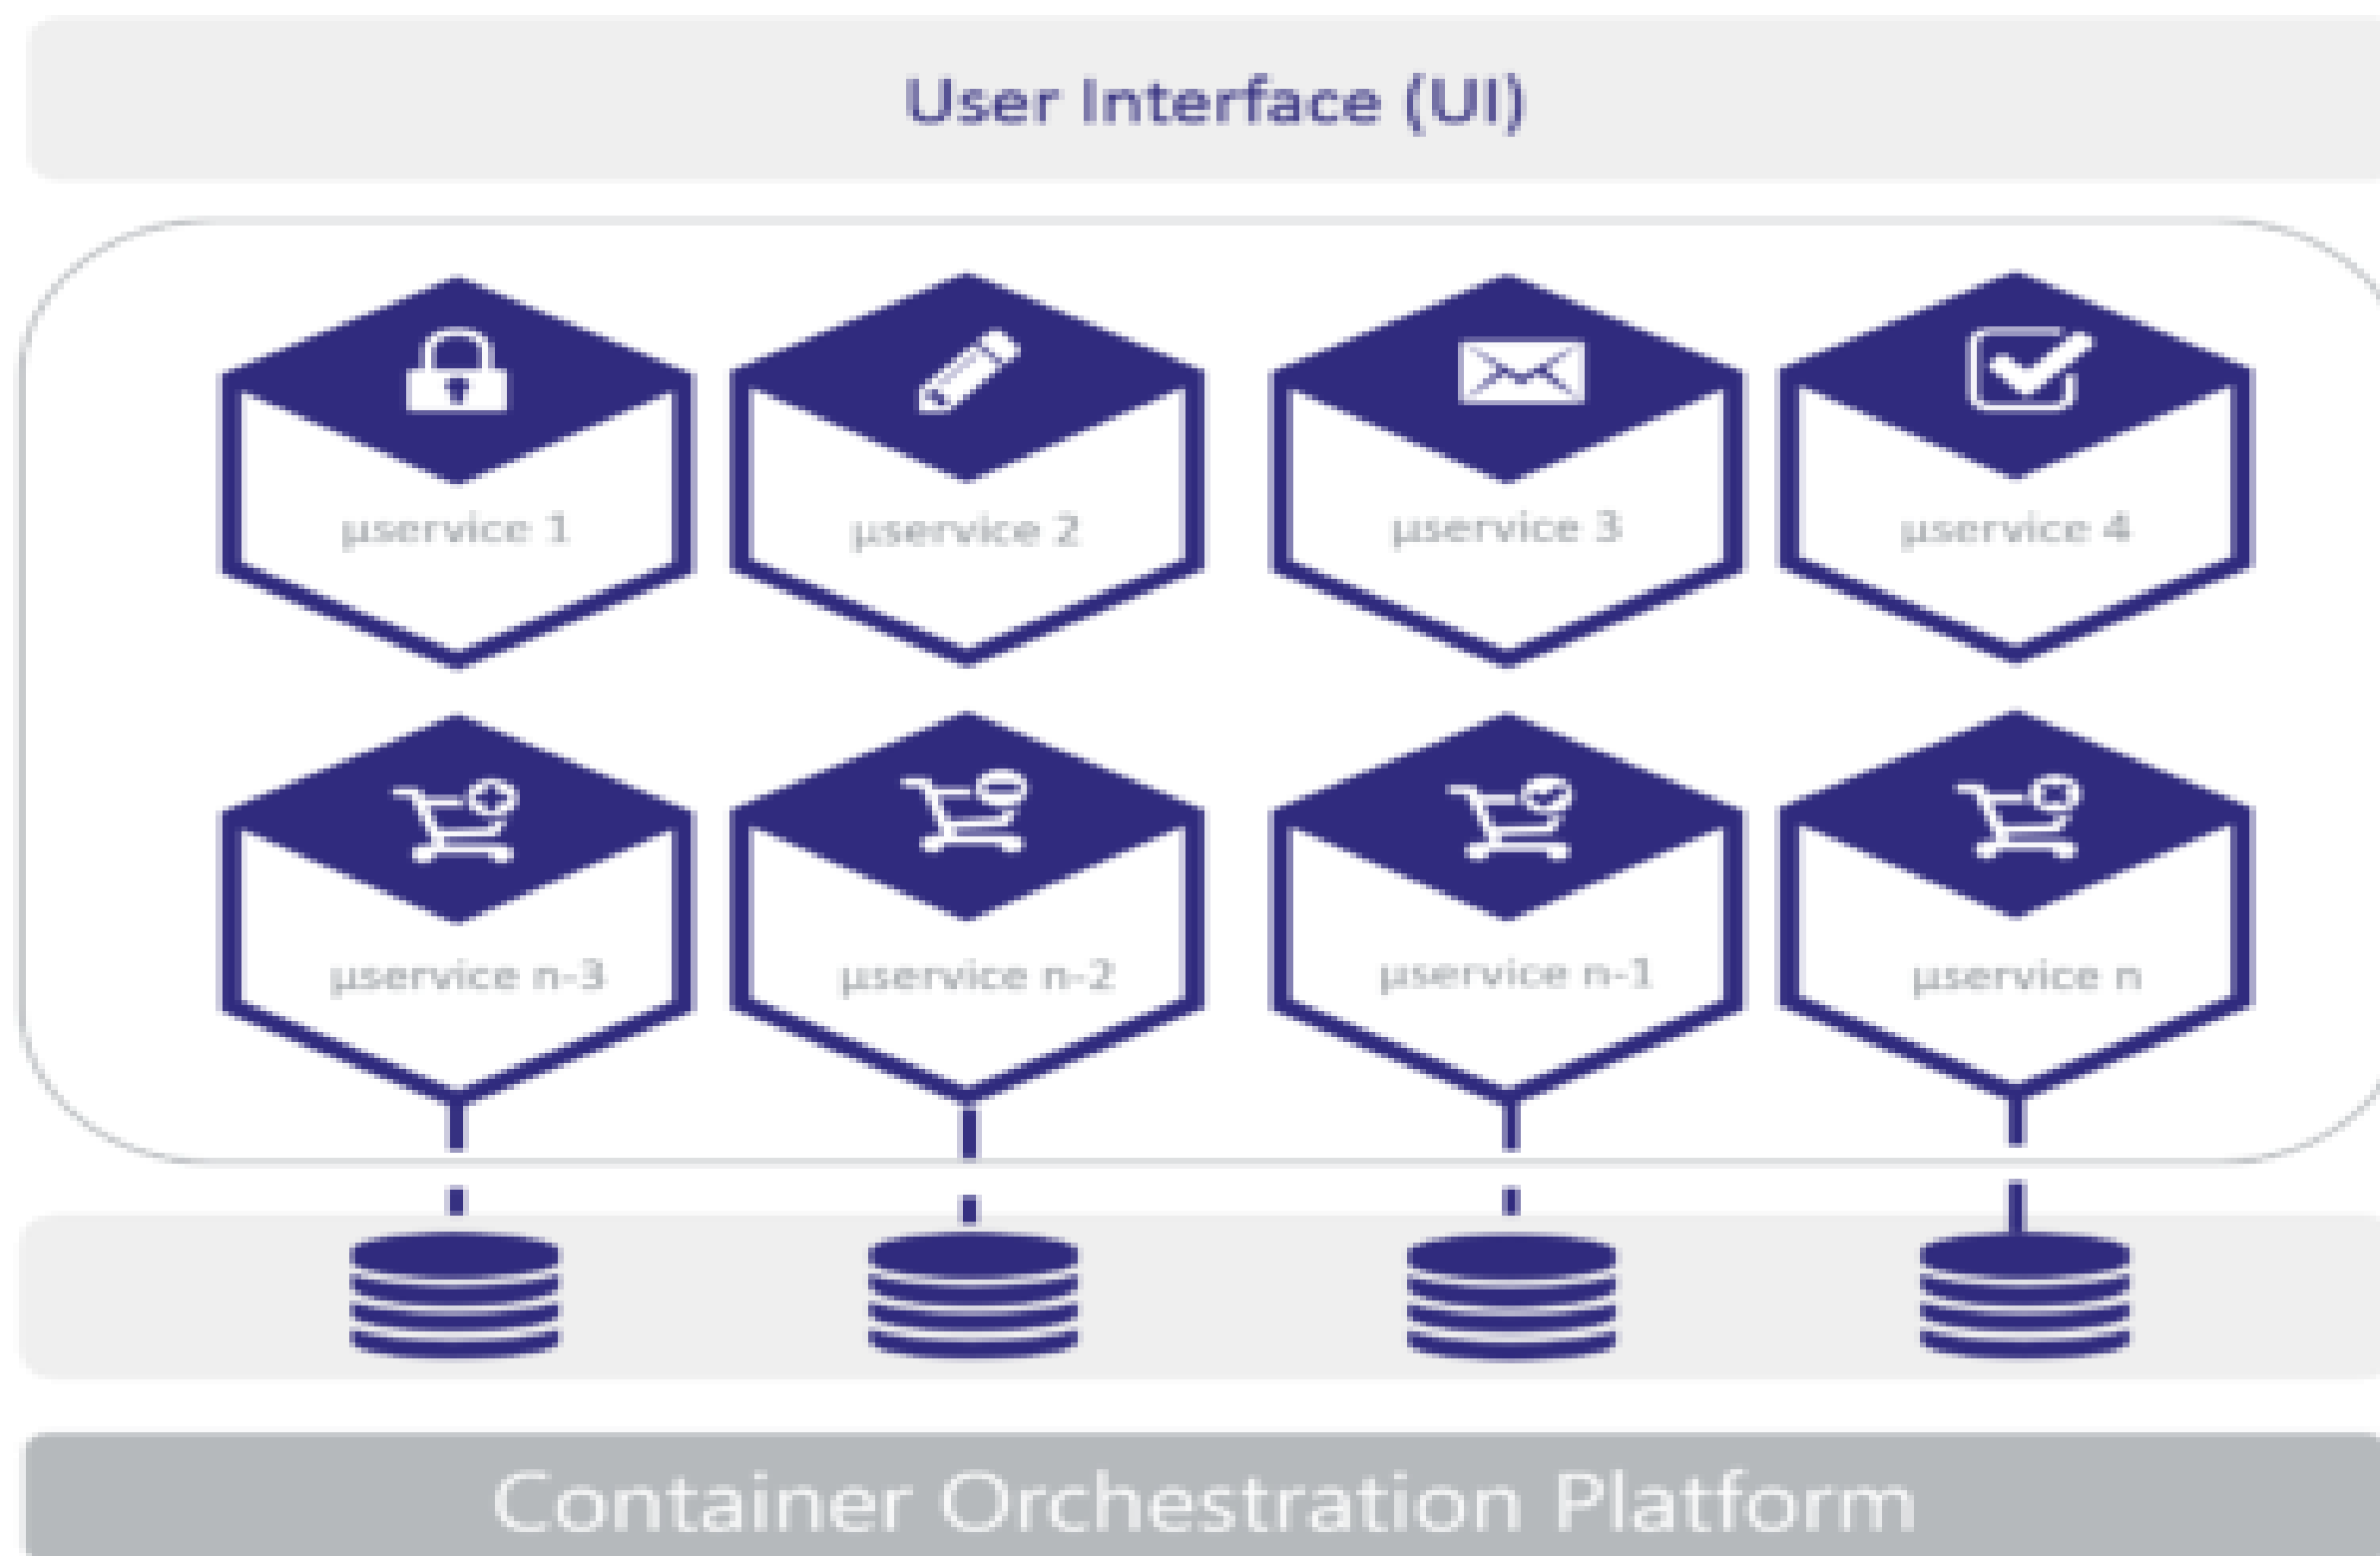 User Interface (UI)
μservice 1
μservice 2
μservice 3
μservice 4
μservice n-3
μservice n-2
μservice n-1
μservice n
Container Orchestration Platform